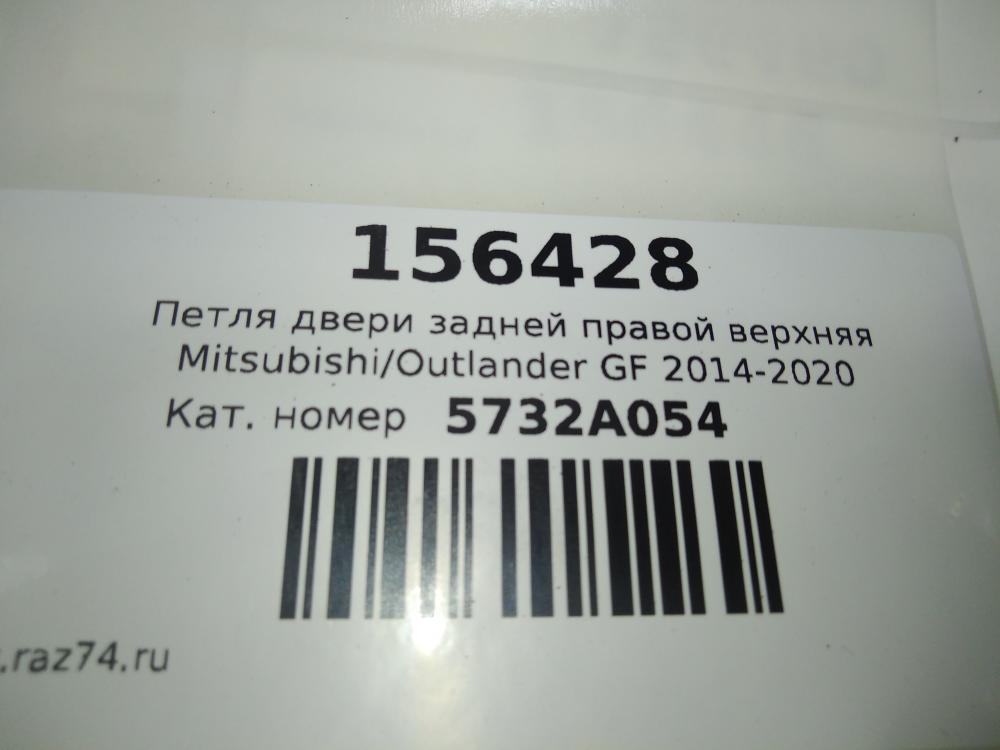 156428
Петля двери задней правой верхняя
Mitsubishi/Outlander GF 2014-2020
Кат. номер 5732A054
.raz74.ru